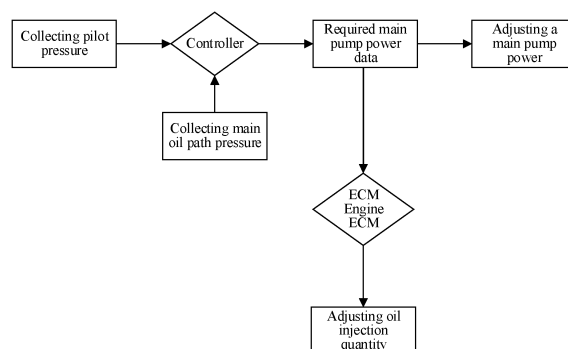 Collecting pilot
pressure
Controller
Required main
pump power
data
Adjusting a
main pump
power
Collecting main
oil path pressure
ECM
Engine
ECM
Adjusting oil
injection
quantity